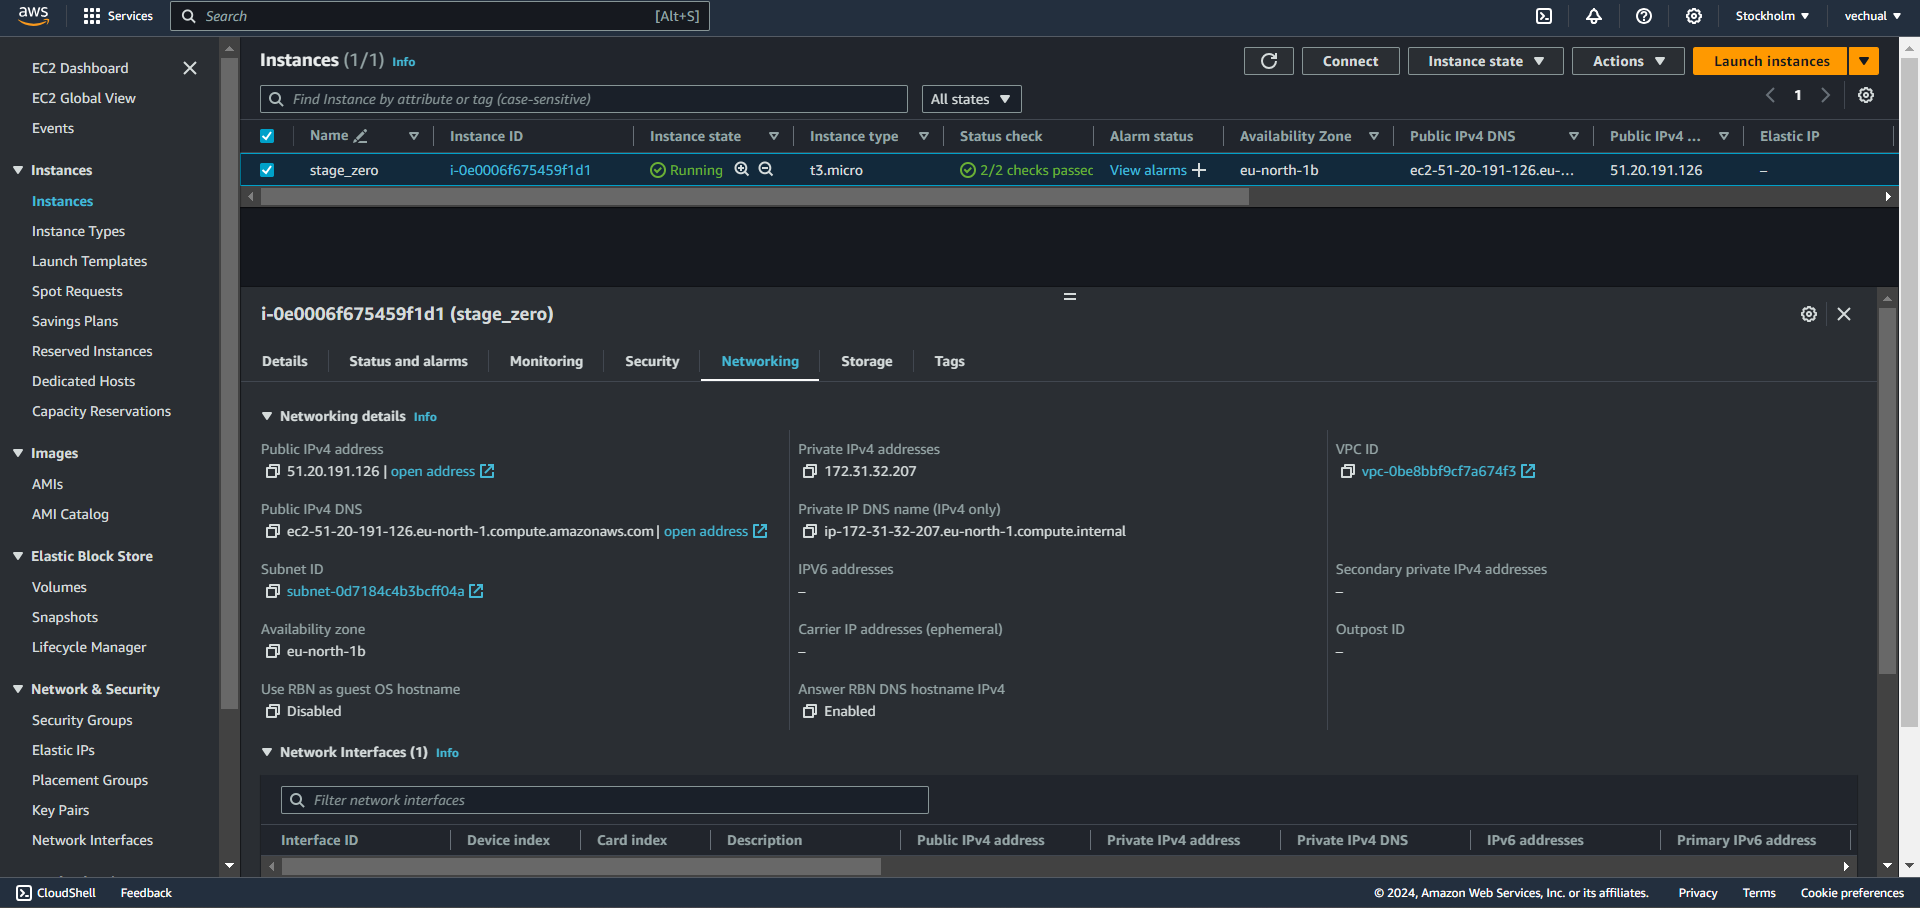 aws
Services
Search
[Alt+S]
Stockholm
vechual
EC2 Dashboard
EC2 Global View
Events
Instances
Instances
Instance Types
Launch Templates
Spot Requests
Savings Plans
Reserved Instances
Dedicated Hosts
Capacity Reservations
Images
AMIs
AMI Catalog
Elastic Block Store
Volumes
Snapshots
Lifecycle Manager
Network & Security
Security Groups
Elastic IPs
Placement Groups
Key Pairs
Network Interfaces
Instances (1/1) Info
Connect
Instance state
Actions
Launch instances
Find Instance by attribute or tag (case-sensitive)
All states
1
Name Instance ID Instance state Instance type Status check Alarm status Availability Zone Public IPv4 DNS Public IPv4 ... Elastic IP
stage_zero i-0e0006f675459f1d1 Running t3.micro 2/2 checks passec View alarms eu-north-1b ec2-51-20-191-126.eu-... 51.20.191.126 –
i-0e0006f675459f1d1 (stage_zero)
Details Status and alarms Monitoring Security Networking Storage Tags
Networking details Info
Public IPv4 address
51.20.191.126 | open address
Public IPv4 DNS
ec2-51-20-191-126.eu-north-1.compute.amazonaws.com | open address
Subnet ID
subnet-0d7184c4b3bcff04a
Availability zone
eu-north-1b
Use RBN as guest OS hostname
Disabled
Private IPv4 addresses
172.31.32.207
Private IP DNS name (IPv4 only)
ip-172-31-32-207.eu-north-1.compute.internal
IPV6 addresses
–
Carrier IP addresses (ephemeral)
–
Answer RBN DNS hostname IPv4
Enabled
VPC ID
vpc-0be8bbf9cf7a674f3
Secondary private IPv4 addresses
–
Outpost ID
–
Network Interfaces (1) Info
Filter network interfaces
Interface ID Device index Card index Description Public IPv4 address Private IPv4 address Private IPv4 DNS IPv6 addresses Primary IPv6 address
CloudShell Feedback
© 2024, Amazon Web Services, Inc. or its affiliates. Privacy Terms Cookie preferences